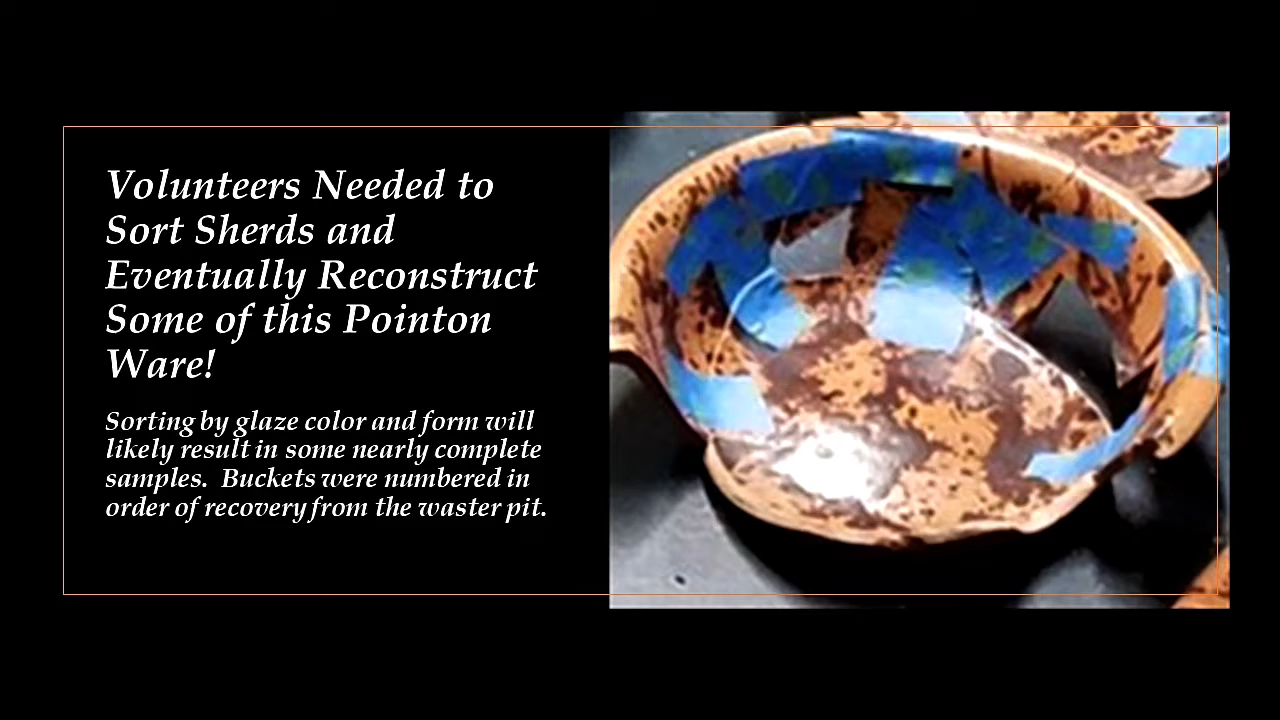 Volunteers Needed to
Sort Sherds and
Eventually Reconstruct
Some of this Pointon
Ware!
Sorting by glaze color and form will
likely result in some nearly complete
samples.  Buckets were numbered in
order of recovery from the waster pit.